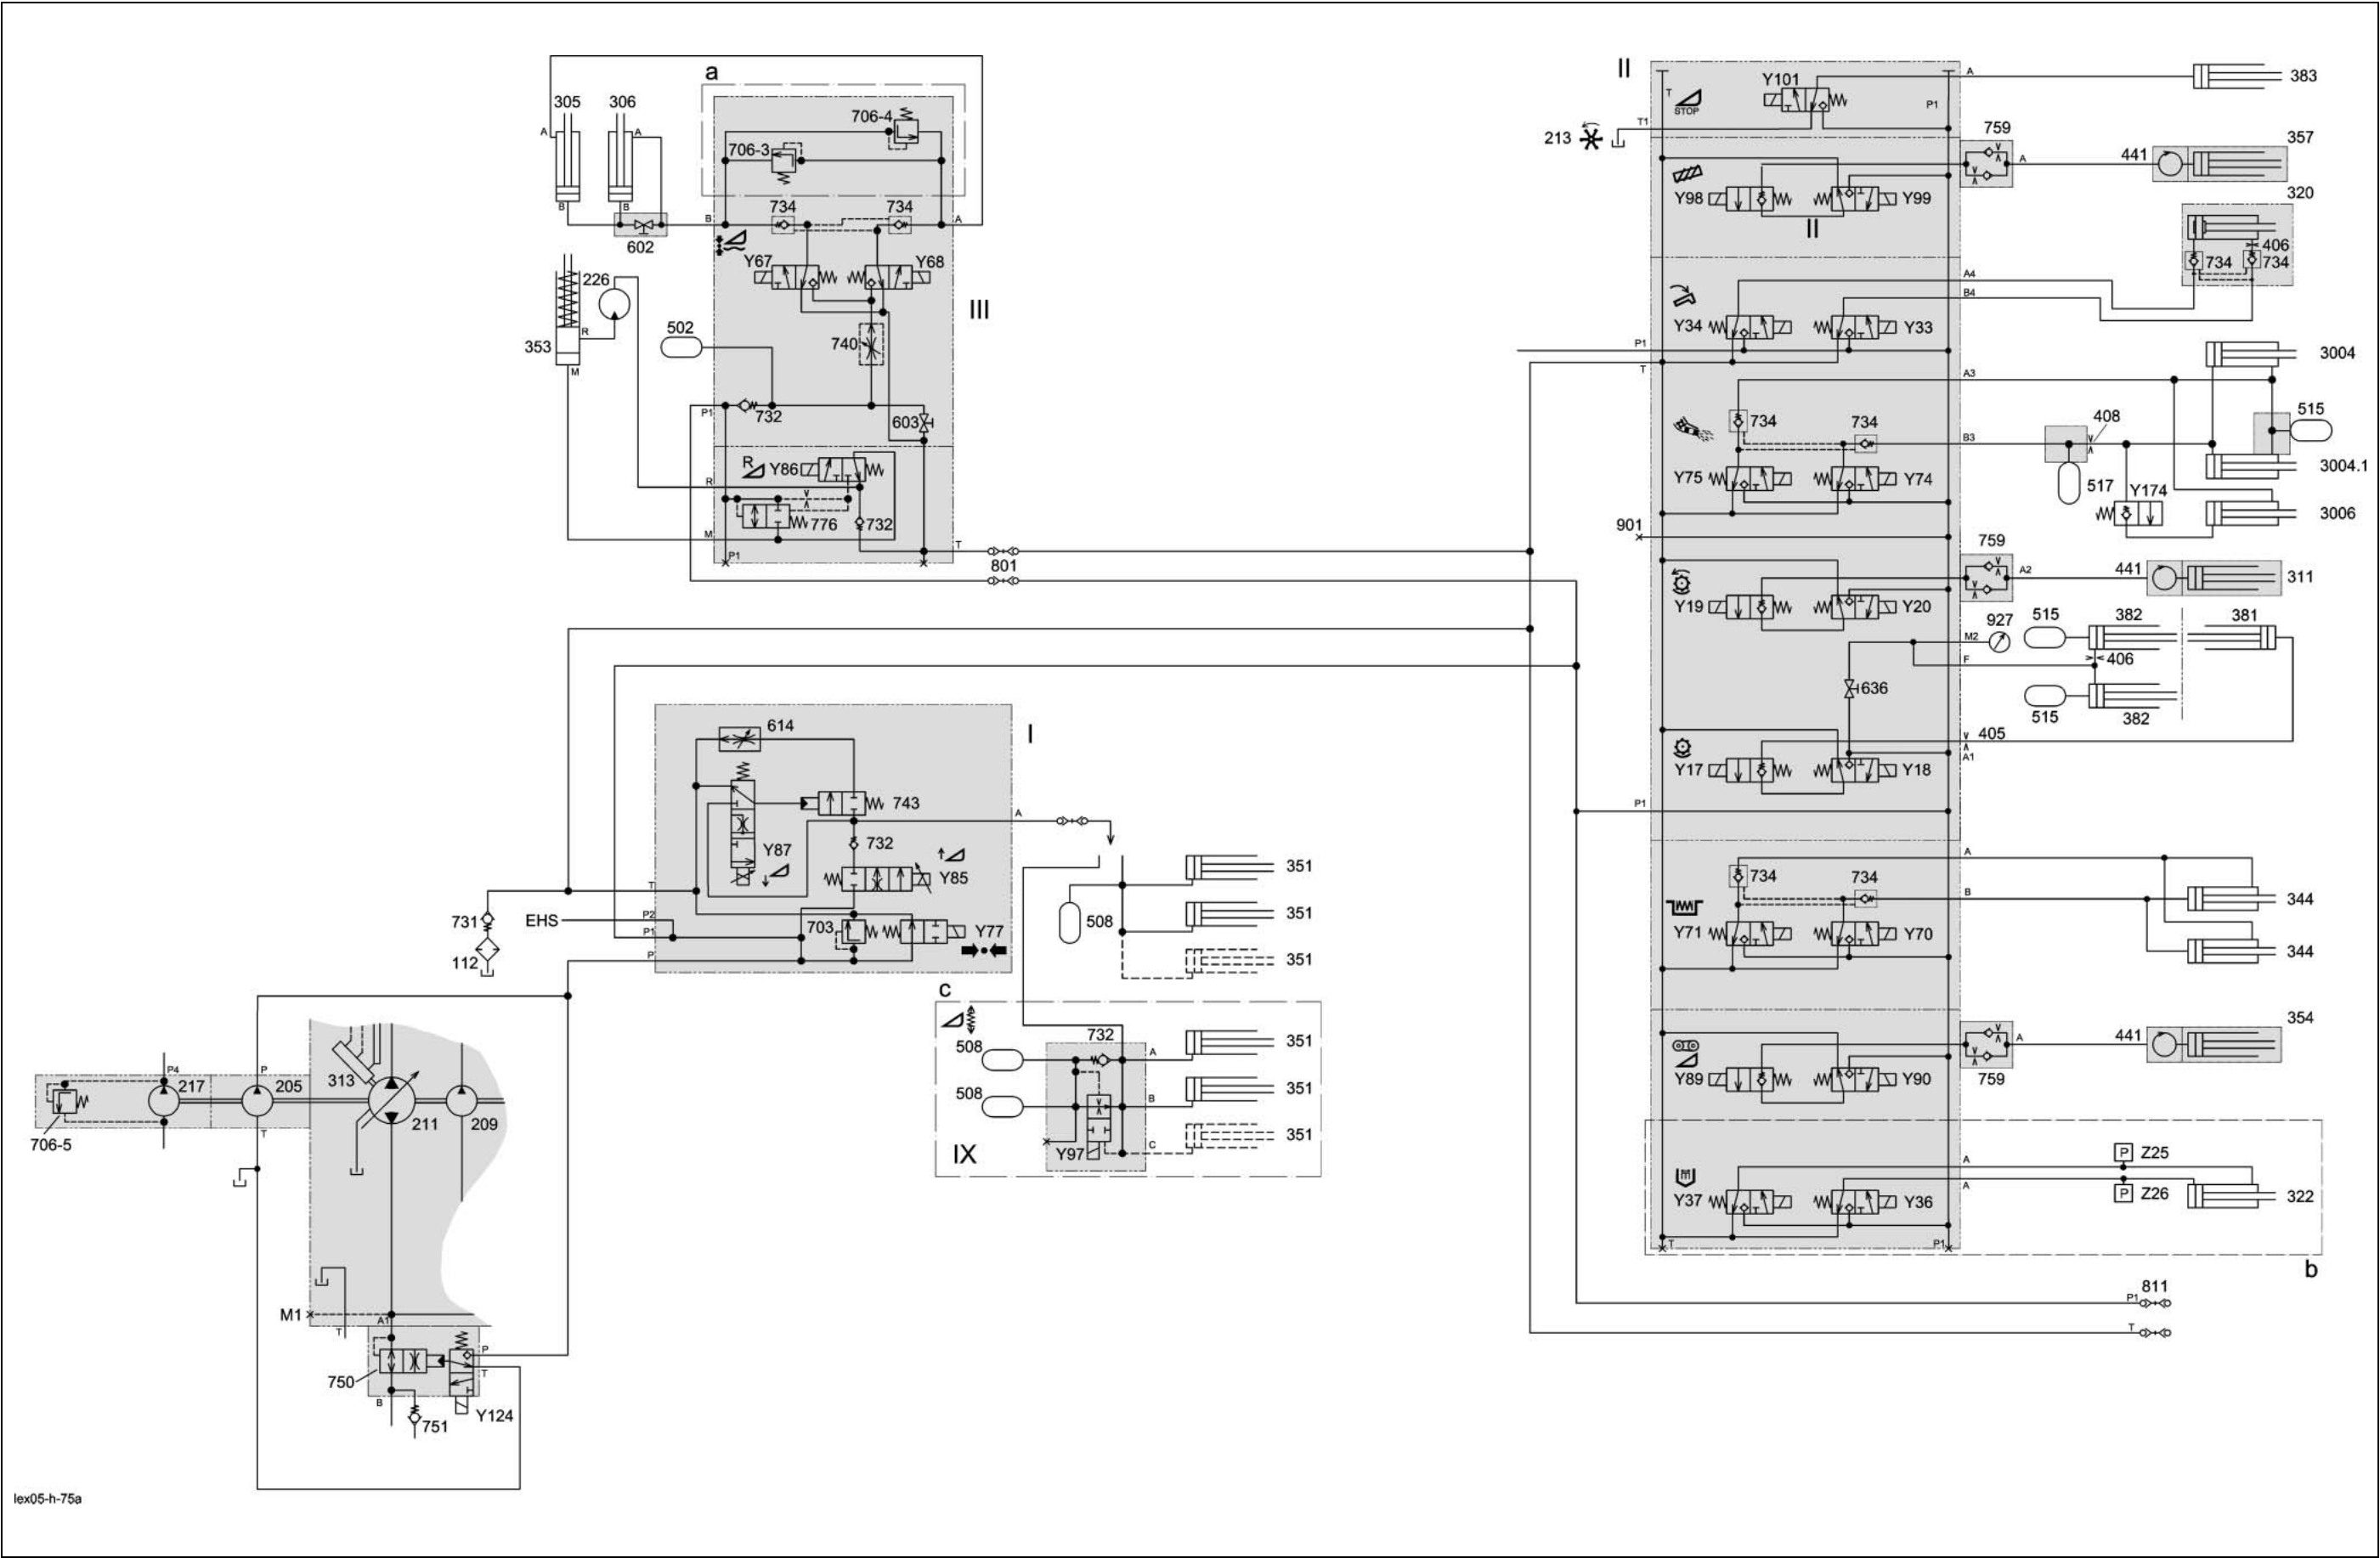 a
305 306
A A
706-4
706-3
B B
602
734 734
B A
Y67 Y68
III
226
502
353
R
740
M
P1
732
603
R
Y86
R
776 732
M
P1
T
801
I
614
743
A
732
Y87
Y85
T
EHS
P2
P1
703
Y77
P
731
112
351
508
351
351
c
732
508
A
351
508
B
351
C
351
Y97
IX
P4 217
P 205
313
211
209
706-5
T
M1
T
A1
P
T
750
B
751
Y124
II
T
STOP
Y101
P1
A
383
T1
213
759
A
441
357
Y98 Y99
II
320
406
734 734
A4
B4
Y34 Y33
P1
T
A3
3004
734 734
B3
408
515
3004.1
Y75 Y74
517
Y174
3006
901
759
A2
441
311
Y19 Y20
927
515
382
381
M2
406
F
636
515
382
405
A1
Y17 Y18
P1
A
734 734
B
344
Y71 Y70
344
354
A
441
Y89 Y90
759
P Z25
A
A
P Z26
322
Y37 Y36
T
P1
b
811
P1
T
lex05-h-75a